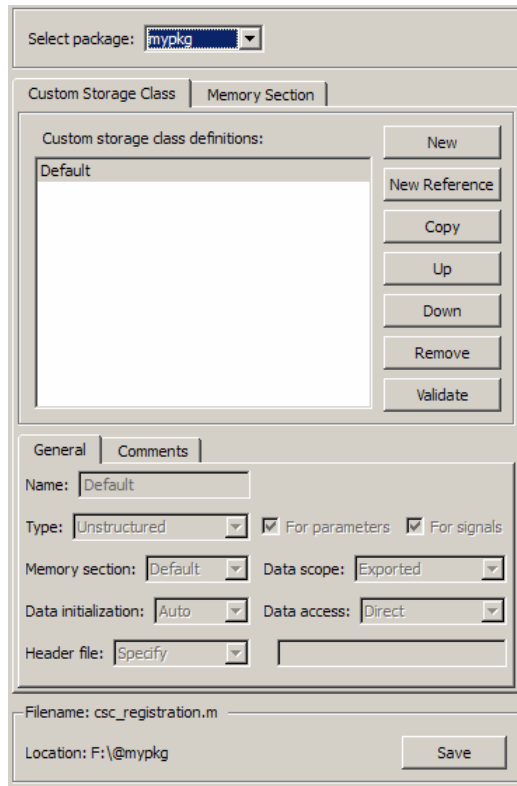 Select package: mypkg
Custom Storage Class Memory Section
Custom storage class definitions:
Default
New
New Reference
Copy
Up
Down
Remove
Validate
General Comments
Name: Default
Type: Unstructured For parameters For signals
Memory section: Default Data scope: Exported
Data initialization: Auto Data access: Direct
Header file: Specify
Filename: csc_registration.m
Location: F:\@mypkg Save